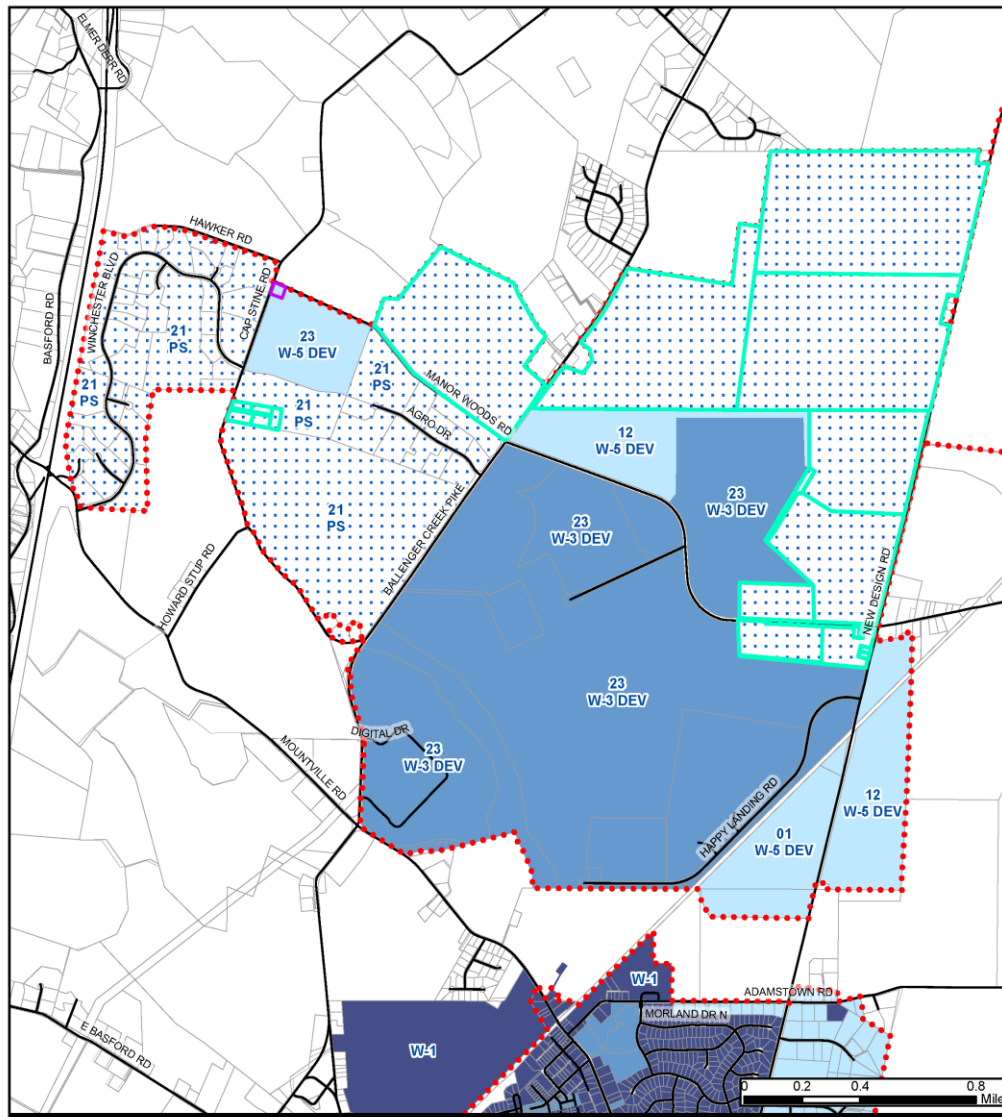 ELMER DERR RD
HAWKER RD
WINCHESTER BLVD
BASFORD RD
CAP STINE RD
21
PS
23
W-5 DEV
21
PS
21
PS
21
PS
MANOR WOODS RD
AGRO DR
12
W-5 DEV
21
PS
23
W-3 DEV
23
W-3 DEV
BALLENGER CREEK PIKE
HOWARD STUP RD
NEW DESIGN RD
23
W-3 DEV
DIGITAL DR
23
W-3 DEV
MOUNTVILLE RD
HAPPY LANDING RD
12
W-5 DEV
01
W-5 DEV
W-1
ADAMSTOWN RD
MORLAND DR N
E BASFORD RD
W-1
0 0.2 0.4 0.8
Mile